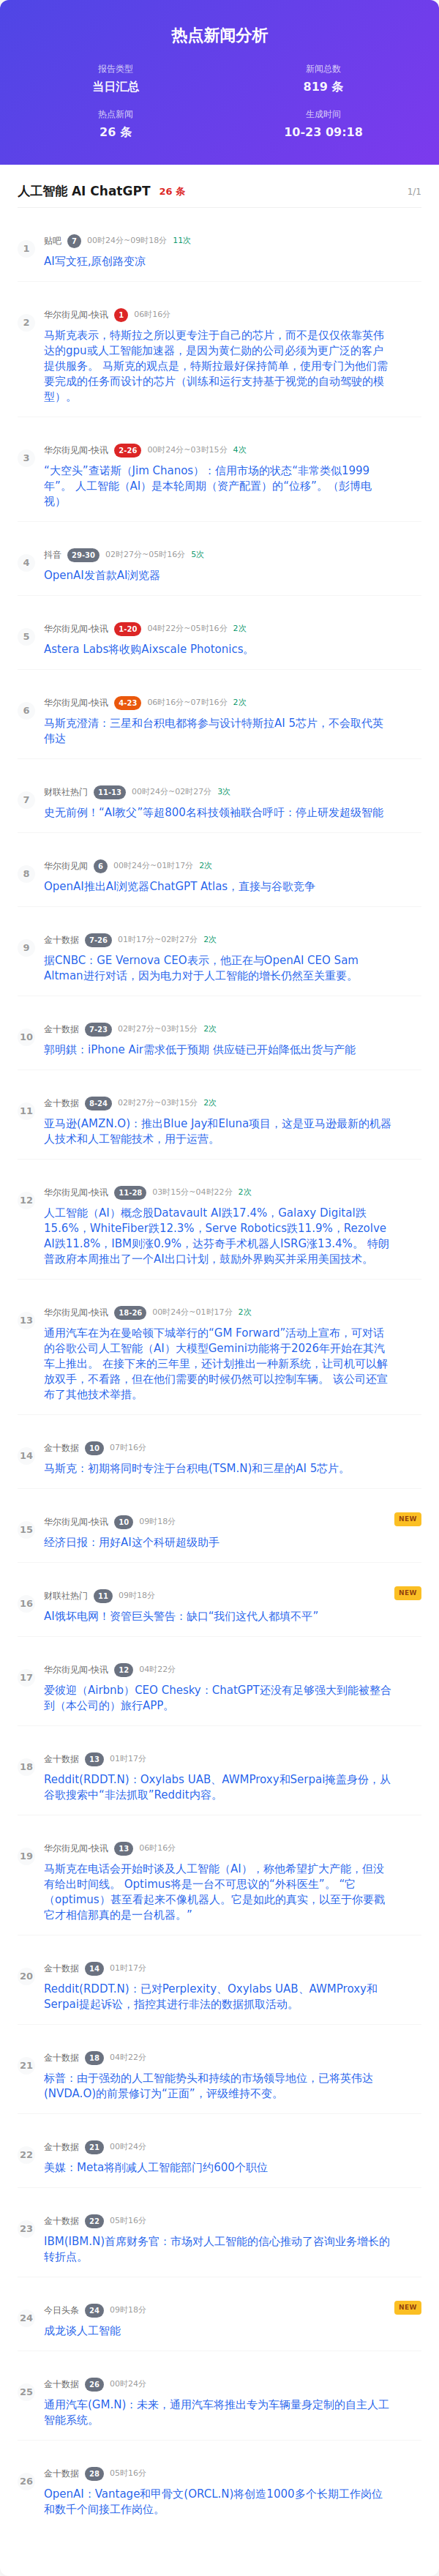 热点新闻分析
报告类型
当日汇总
新闻总数
819 条
热点新闻
26 条
生成时间
10-23 09:18
人工智能 AI ChatGPT 26 条 1/1
1
贴吧 7 00时24分~09时18分 11次
AI写文狂,原创路变凉
2
华尔街见闻-快讯 1 06时16分
马斯克表示，特斯拉之所以更专注于自己的芯片，而不是仅仅依靠英伟
达的gpu或人工智能加速器，是因为黄仁勋的公司必须为更广泛的客户
提供服务。 马斯克的观点是，特斯拉最好保持简单，使用专门为他们需
要完成的任务而设计的芯片（训练和运行支持基于视觉的自动驾驶的模
型）。
3
华尔街见闻-快讯 2-26 00时24分~03时15分 4次
“大空头”查诺斯（Jim Chanos）：信用市场的状态“非常类似1999
年”。 人工智能（AI）是本轮周期（资产配置）的“位移”。（彭博电
视）
4
抖音 29-30 02时27分~05时16分 5次
OpenAI发首款AI浏览器
5
华尔街见闻-快讯 1-20 04时22分~05时16分 2次
Astera Labs将收购Aixscale Photonics。
6
华尔街见闻-快讯 4-23 06时16分~07时16分 2次
马斯克澄清：三星和台积电都将参与设计特斯拉AI 5芯片，不会取代英
伟达
7
财联社热门 11-13 00时24分~02时27分 3次
史无前例！“AI教父”等超800名科技领袖联合呼吁：停止研发超级智能
8
华尔街见闻 6 00时24分~01时17分 2次
OpenAI推出AI浏览器ChatGPT Atlas，直接与谷歌竞争
9
金十数据 7-26 01时17分~02时27分 2次
据CNBC：GE Vernova CEO表示，他正在与OpenAI CEO Sam
Altman进行对话，因为电力对于人工智能的增长仍然至关重要。
10
金十数据 7-23 02时27分~03时15分 2次
郭明錤：iPhone Air需求低于预期 供应链已开始降低出货与产能
11
金十数据 8-24 02时27分~03时15分 2次
亚马逊(AMZN.O)：推出Blue Jay和Eluna项目，这是亚马逊最新的机器
人技术和人工智能技术，用于运营。
12
华尔街见闻-快讯 11-28 03时15分~04时22分 2次
人工智能（AI）概念股Datavault AI跌17.4%，Galaxy Digital跌
15.6%，WhiteFiber跌12.3%，Serve Robotics跌11.9%，Rezolve
AI跌11.8%，IBM则涨0.9%，达芬奇手术机器人ISRG涨13.4%。 特朗
普政府本周推出了一个AI出口计划，鼓励外界购买并采用美国技术。
13
华尔街见闻-快讯 18-26 00时24分~01时17分 2次
通用汽车在为在曼哈顿下城举行的“GM Forward”活动上宣布，可对话
的谷歌公司人工智能（AI）大模型Gemini功能将于2026年开始在其汽
车上推出。 在接下来的三年里，还计划推出一种新系统，让司机可以解
放双手，不看路，但在他们需要的时候仍然可以控制车辆。 该公司还宣
布了其他技术举措。
14
金十数据 10 07时16分
马斯克：初期将同时专注于台积电(TSM.N)和三星的AI 5芯片。
15
华尔街见闻-快讯 10 09时18分 NEW
经济日报：用好AI这个科研超级助手
16
财联社热门 11 09时18分 NEW
AI饿坏电网！资管巨头警告：缺口“我们这代人都填不平”
17
华尔街见闻-快讯 12 04时22分
爱彼迎（Airbnb）CEO Chesky：ChatGPT还没有足够强大到能被整合
到（本公司的）旅行APP。
18
金十数据 13 01时17分
Reddit(RDDT.N)：Oxylabs UAB、AWMProxy和Serpai掩盖身份，从
谷歌搜索中“非法抓取”Reddit内容。
19
华尔街见闻-快讯 13 06时16分
马斯克在电话会开始时谈及人工智能（AI），称他希望扩大产能，但没
有给出时间线。 Optimus将是一台不可思议的“外科医生”。 “它
（optimus）甚至看起来不像机器人。它是如此的真实，以至于你要戳
它才相信那真的是一台机器。”
20
金十数据 14 01时17分
Reddit(RDDT.N)：已对Perplexity、Oxylabs UAB、AWMProxy和
Serpai提起诉讼，指控其进行非法的数据抓取活动。
21
金十数据 18 04时22分
标普：由于强劲的人工智能势头和持续的市场领导地位，已将英伟达
(NVDA.O)的前景修订为“正面”，评级维持不变。
22
金十数据 21 00时24分
美媒：Meta将削减人工智能部门约600个职位
23
金十数据 22 05时16分
IBM(IBM.N)首席财务官：市场对人工智能的信心推动了咨询业务增长的
转折点。
24
今日头条 24 09时18分 NEW
成龙谈人工智能
25
金十数据 26 00时24分
通用汽车(GM.N)：未来，通用汽车将推出专为车辆量身定制的自主人工
智能系统。
26
金十数据 28 05时16分
OpenAI：Vantage和甲骨文(ORCL.N)将创造1000多个长期工作岗位
和数千个间接工作岗位。